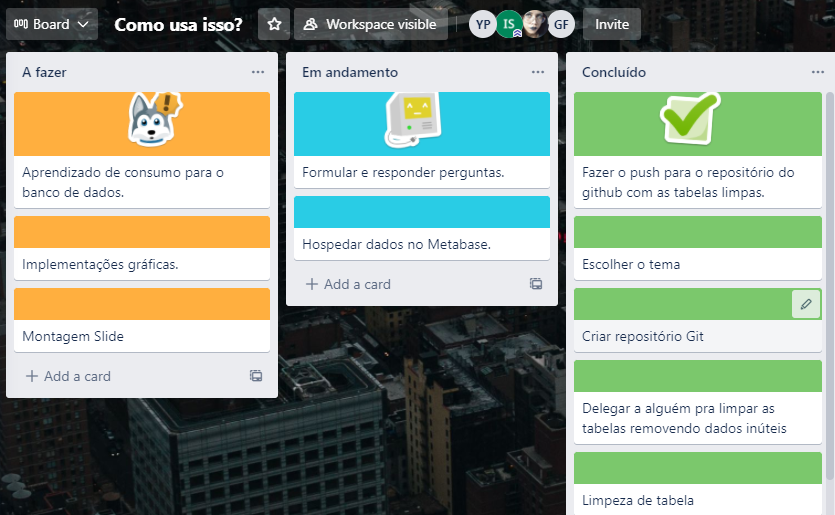 Board
Como usa isso?
Workspace visible
YP
IS
GF
Invite
A fazer
Aprendizado de consumo para o
banco de dados.
Implementações gráficas.
Montagem Slide
+ Add a card
Em andamento
Formular e responder perguntas.
Hospedar dados no Metabase.
+ Add a card
Concluído
Fazer o push para o repositório do
github com as tabelas limpas.
Escolher o tema
Criar repositório Git
Delegar a alguém pra limpar as
tabelas removendo dados inúteis
Limpeza de tabela